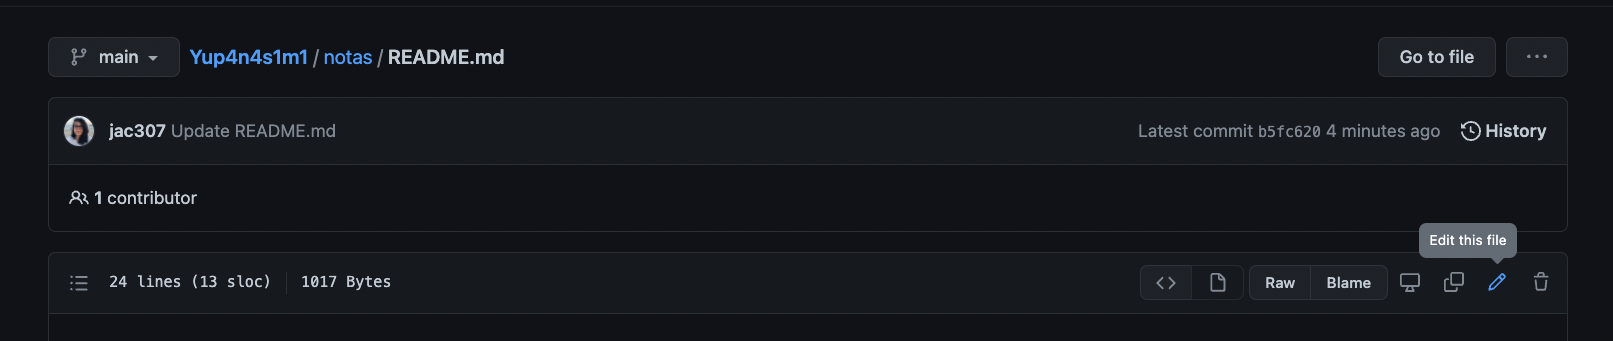 main Yup4n4s1m1 / notas / README.md Go to file ...
jac307 Update README.md Latest commit b5fc620 4 minutes ago History
1 contributor
Edit this file
24 lines (13 sloc) 1017 Bytes <> Raw Blame